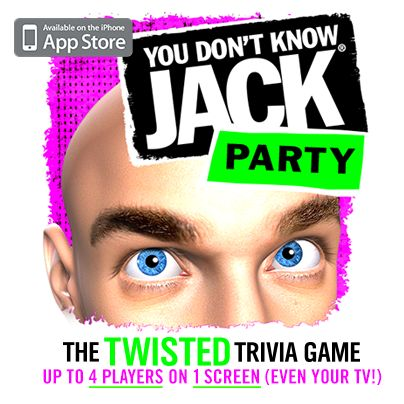 Available on the iPhone
App Store
YOU DON'T KNOW
JACK®
PARTY
THE TWISTED TRIVIA GAME
UP TO 4 PLAYERS ON 1 SCREEN (EVEN YOUR TV!)